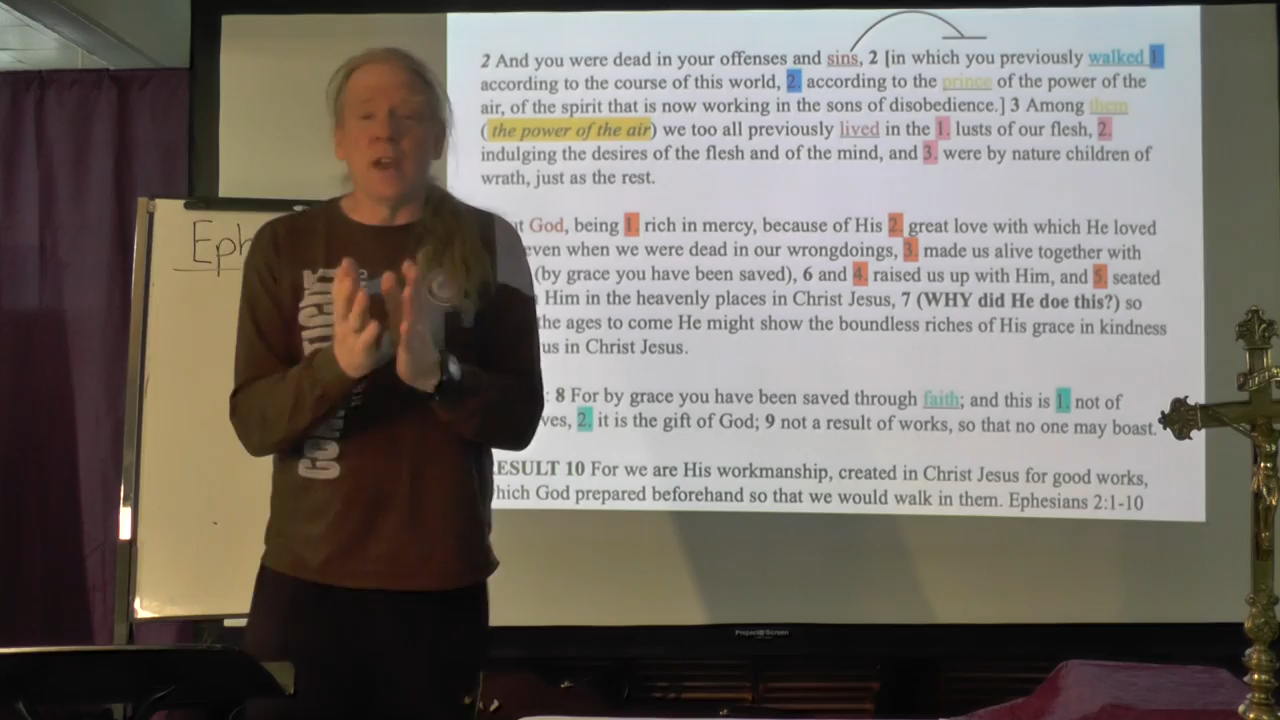 2 And you were dead in your offenses and sins, 2 [in which you previously walked 1.
according to the course of this world, 2. according to the prince of the power of the
air, of the spirit that is now working in the sons of disobedience.] 3 Among them
(the power of the air) we too all previously lived in the 1. lusts of our flesh, 2.
indulging the desires of the flesh and of the mind, and 3. were by nature children of
wrath, just as the rest.
t God, being 1. rich in mercy, because of His 2. great love with which He loved
even when we were dead in our wrongdoings, 3. made us alive together with
(by grace you have been saved), 6 and 4. raised us up with Him, and 5. seated
Him in the heavenly places in Christ Jesus, 7 (WHY did He doe this?) so
the ages to come He might show the boundless riches of His grace in kindness
us in Christ Jesus.
: 8 For by grace you have been saved through faith; and this is 1. not of
ves, 2. it is the gift of God; 9 not a result of works, so that no one may boast.
ESULT 10 For we are His workmanship, created in Christ Jesus for good works,
hich God prepared beforehand so that we would walk in them. Ephesians 2:1-10
Eph
Project Screen